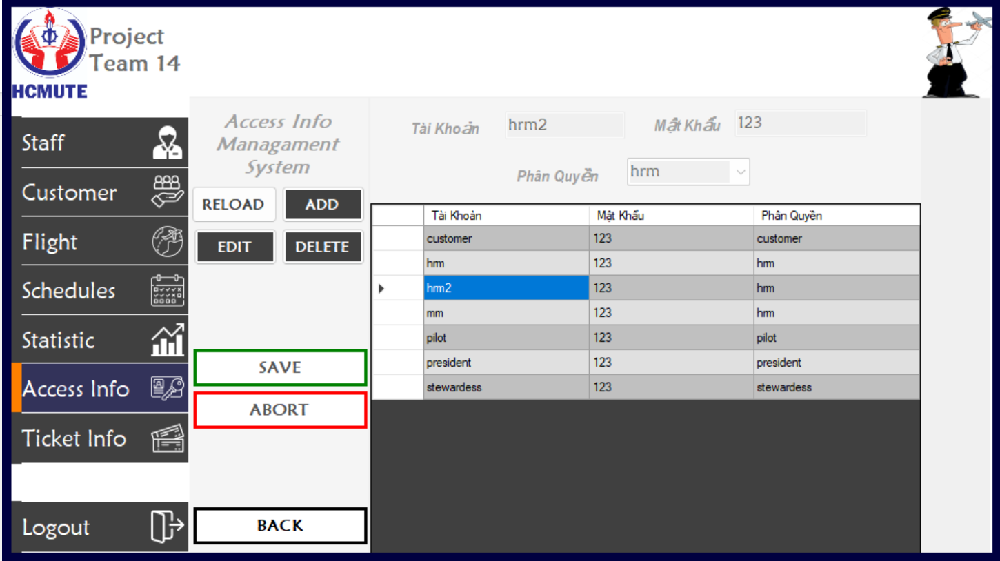 Project
Team 14
HCMUTE
Staff
Customer
Flight
Schedules
Statistic
Access Info
Ticket Info
Logout
Access Info
Managament
System
RELOAD ADD
EDIT DELETE
SAVE
ABORT
BACK
Tài Khoản hrm2 Mật Khẩu 123
Phân Quyền hrm
Tài Khoản Mật Khẩu Phân Quyền
customer 123 customer
hrm 123 hrm
hrm2 123 hrm
mm 123 hrm
pilot 123 pilot
president 123 president
stewardess 123 stewardess